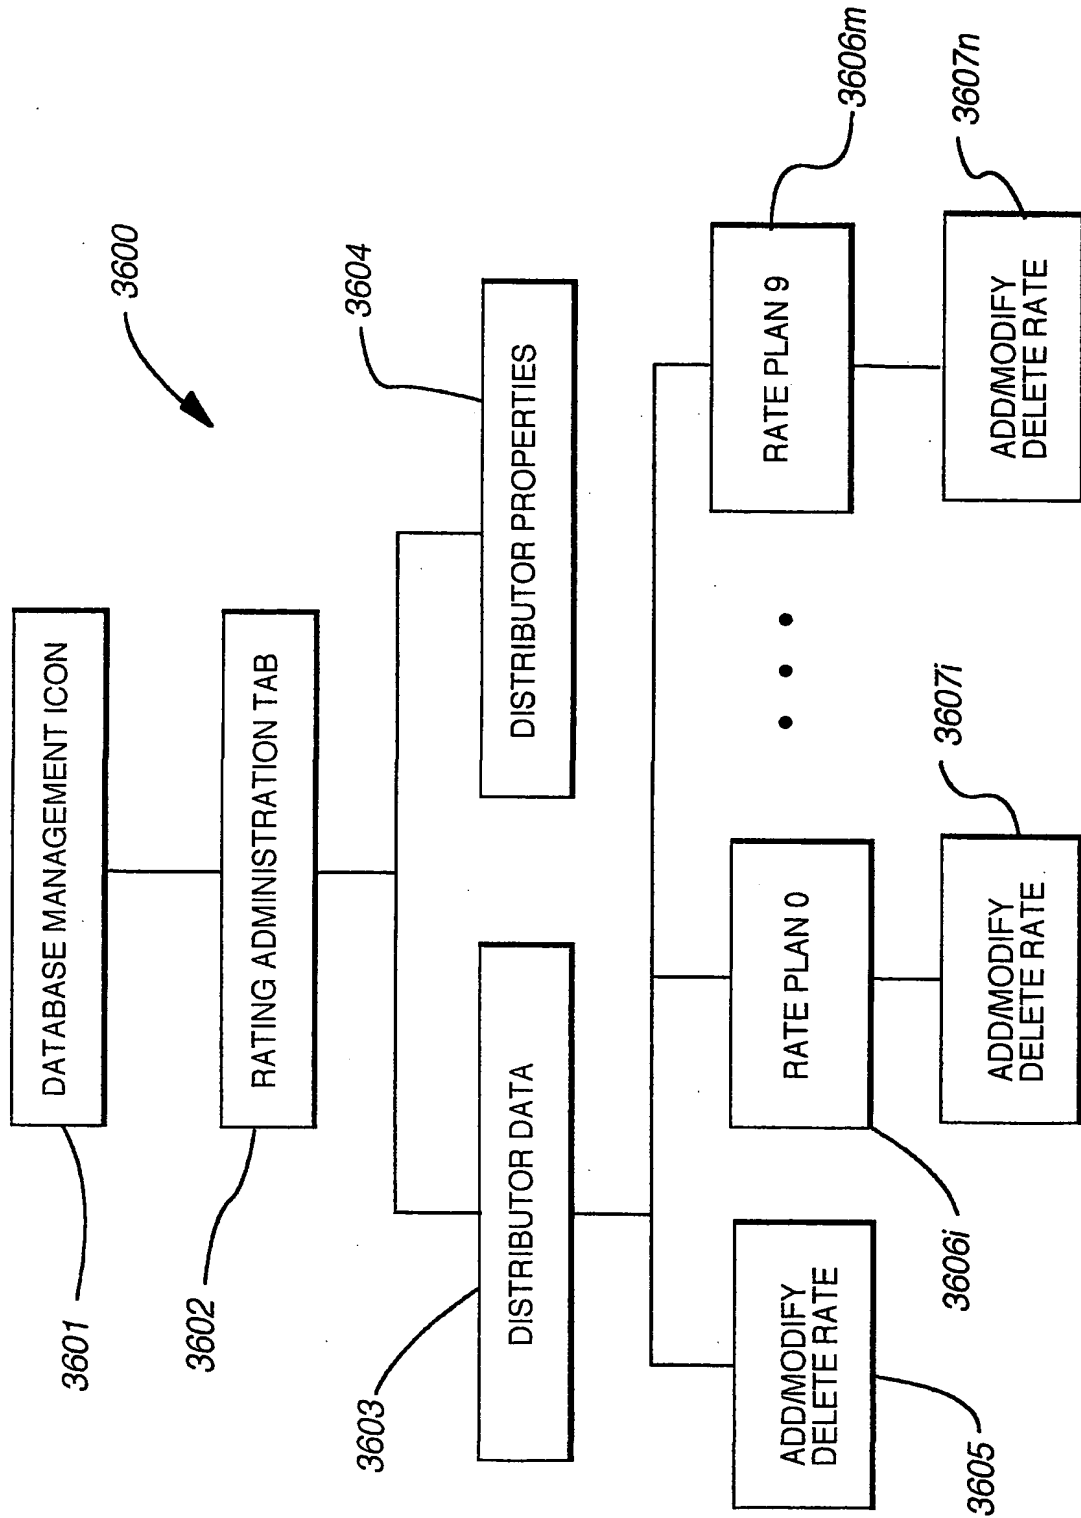 3600
DATABASE MANAGEMENT ICON
3601
RATING ADMINISTRATION TAB
3602
DISTRIBUTOR DATA
3603
DISTRIBUTOR PROPERTIES
3604
ADD/MODIFY
DELETE RATE
3605
RATE PLAN 0
3606i
RATE PLAN 9
3606m
ADD/MODIFY
DELETE RATE
3607i
ADD/MODIFY
DELETE RATE
3607n